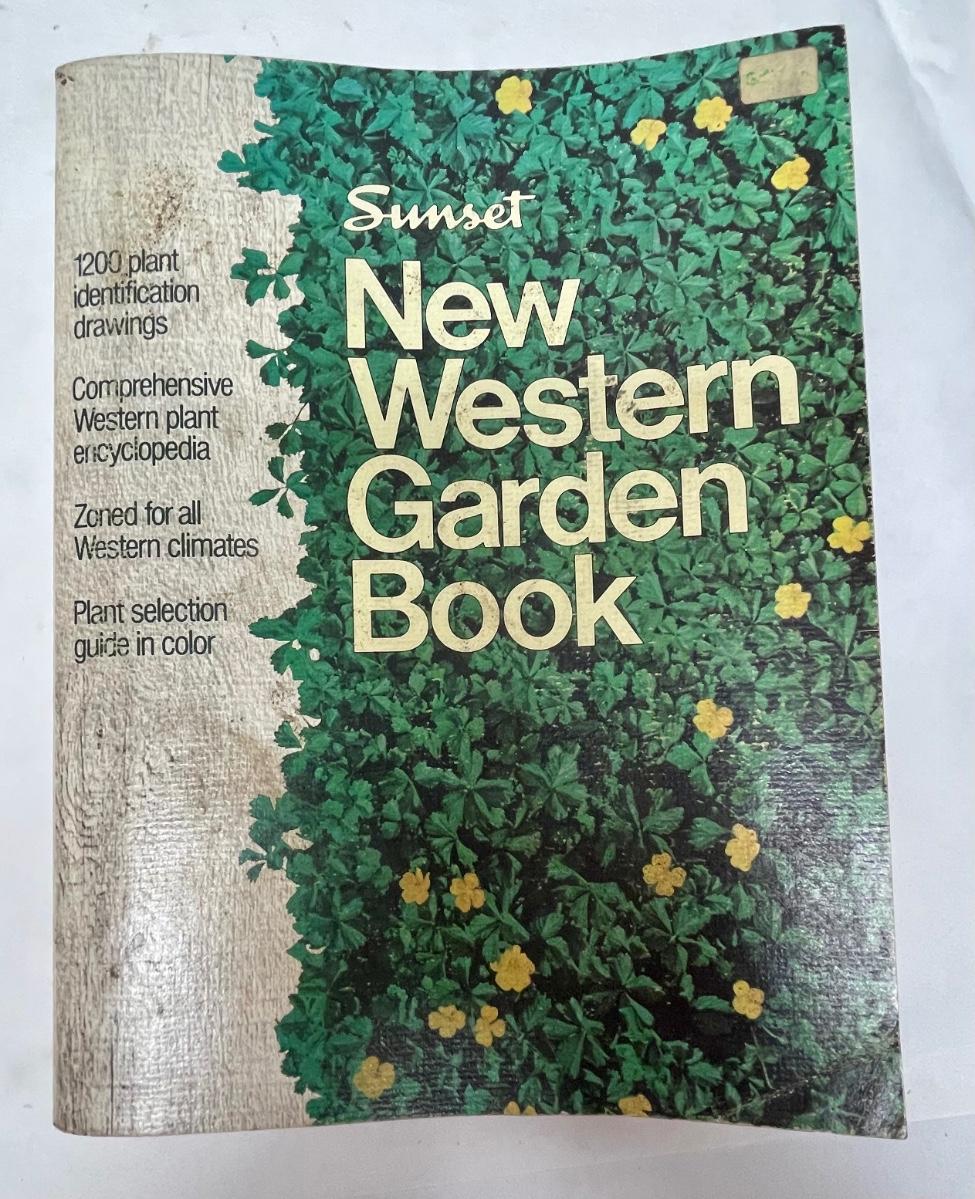 Sunset
New
Western
Garden
Book
1200 plant
identification
drawings
Comprehensive
Western plant
encyclopedia
Zoned for all
Western climates
Plant selection
guide in color